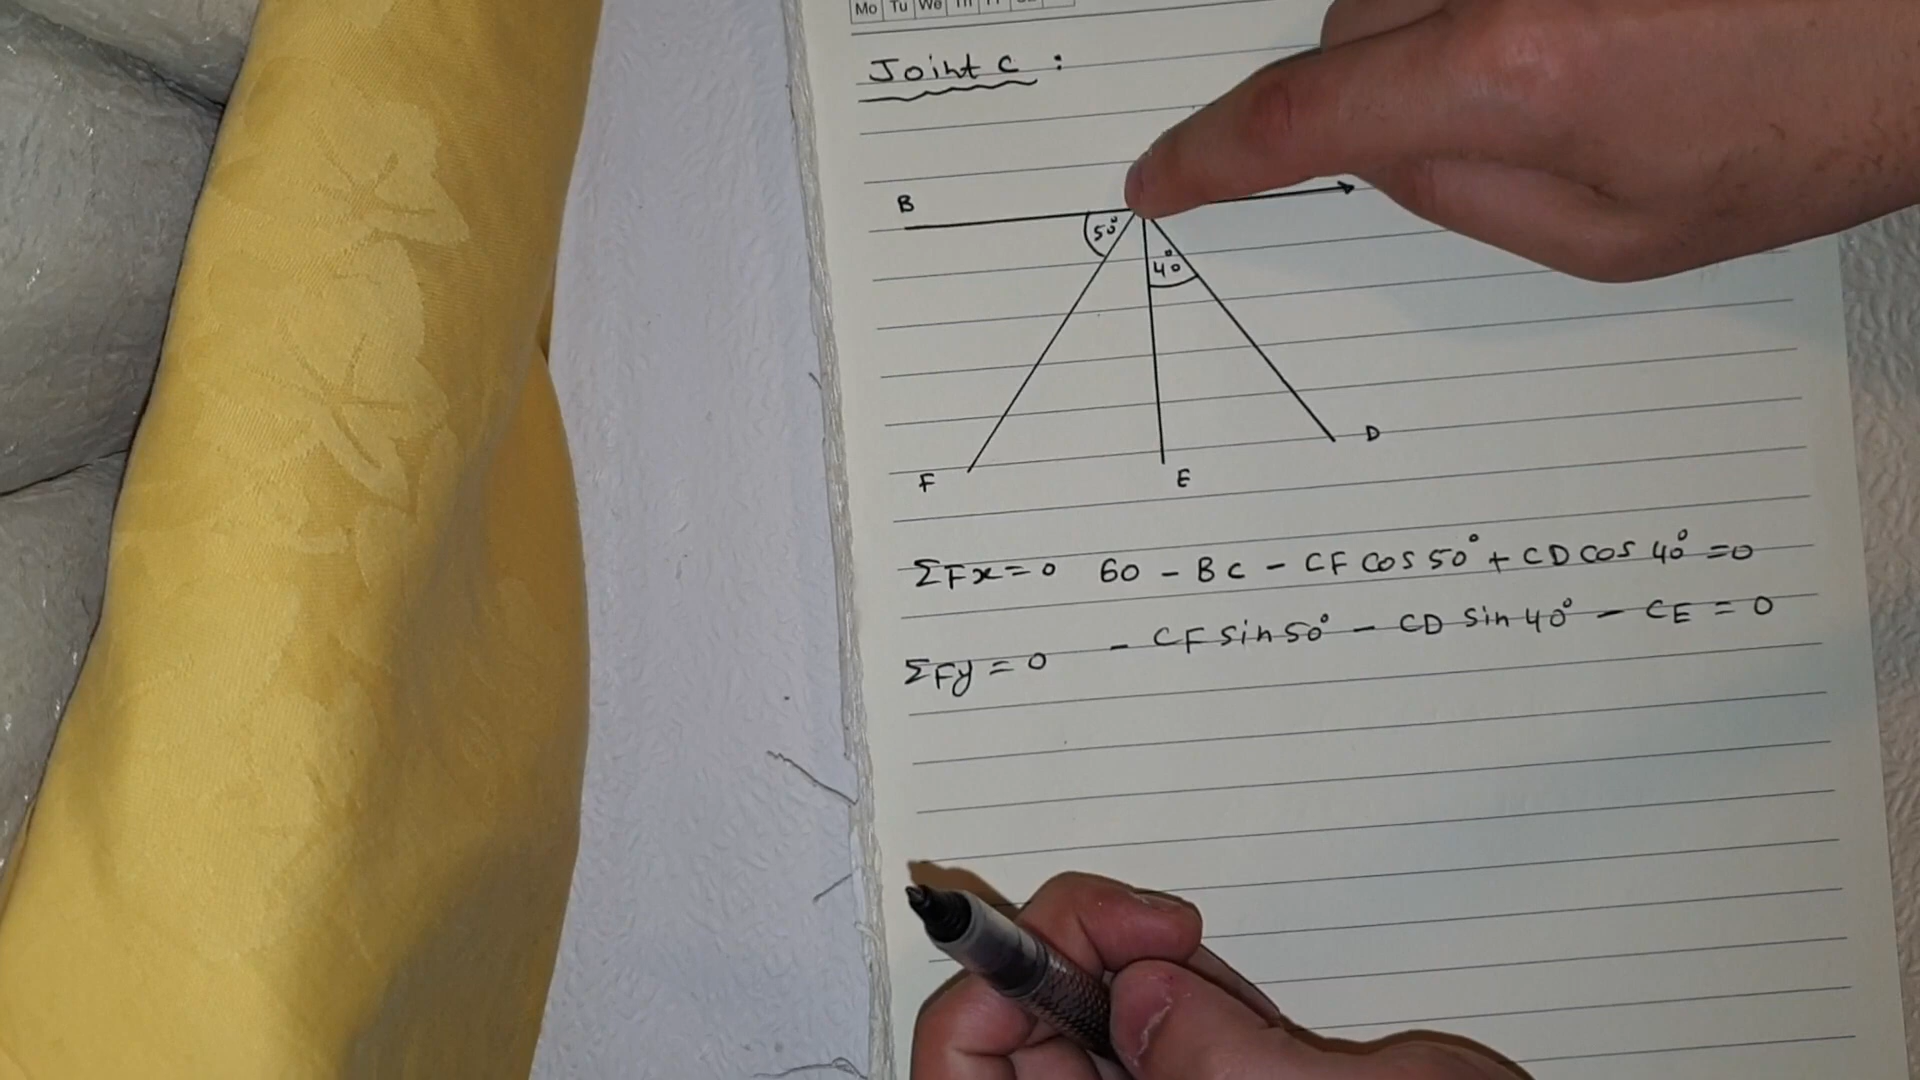 Mo Tu We Th
Joint C :
B
50°
40°
F
E
D
ΣFx = 0 60 - BC - CF cos 50° + CD cos 40° = 0
ΣFy = 0 - CF sin 50° - CD sin 40° - CE = 0